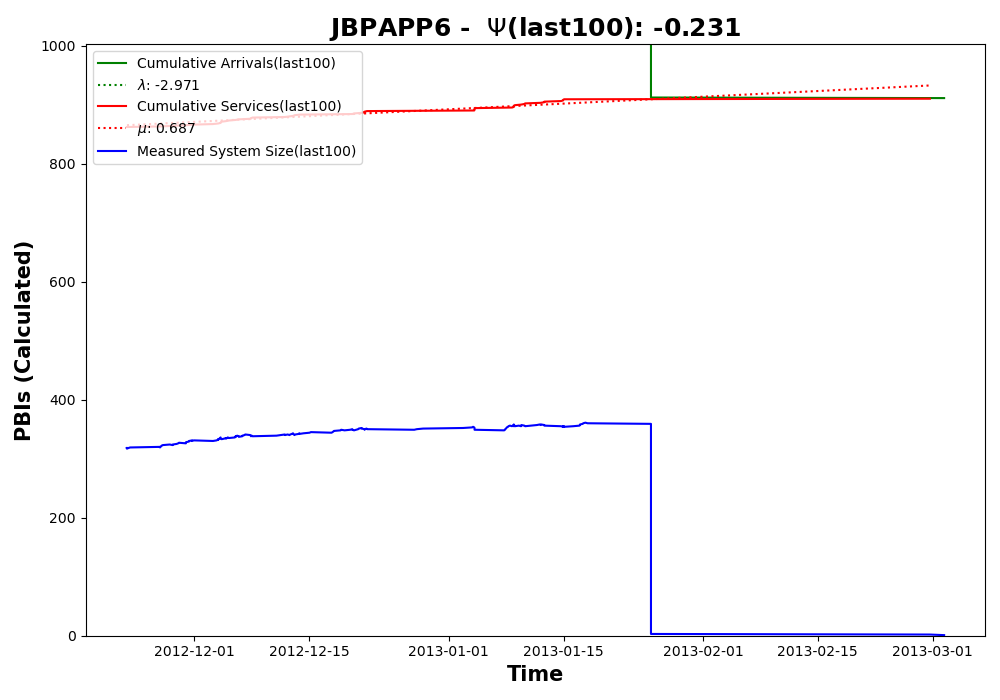 JBPAPP6 - Ψ(last100): -0.231
1000
800
600
400
200
0
PBIs (Calculated)
Cumulative Arrivals(last100)
λ: -2.971
Cumulative Services(last100)
μ: 0.687
Measured System Size(last100)
2012-12-01 2012-12-15 2013-01-01 2013-01-15 2013-02-01 2013-02-15 2013-03-01
Time